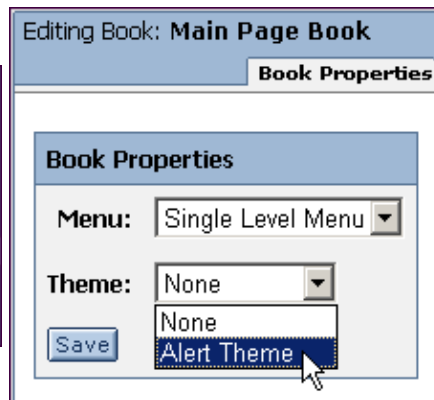 Editing Book: Main Page Book
Book Properties
Book Properties
Menu: Single Level Menu
Theme: None
None
Save
Alert Theme